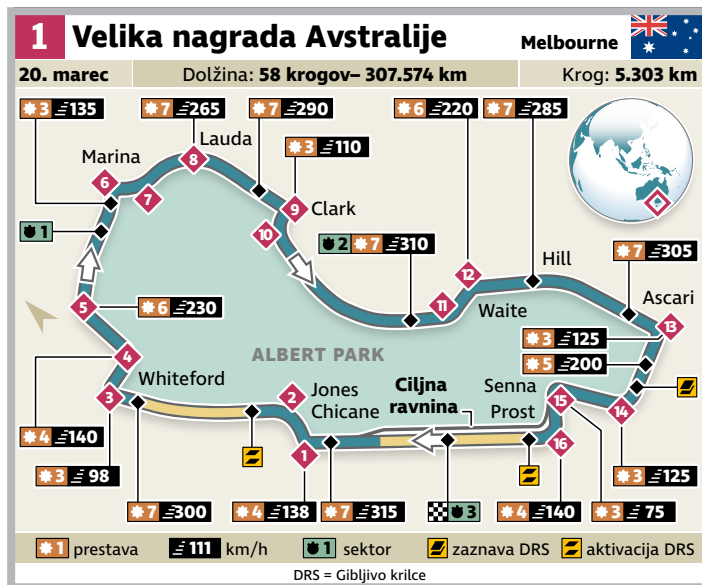 1 Velika nagrada Avstralije Melbourne
20. marec Dolžina: 58 krogov– 307.574 km Krog: 5.303 km
3 135 7 265 7 290 6 220 7 285
Lauda
Marina 3 110
8
6 7 9 Clark
10
1 2 7 310 Hill 7 305
12
5 6 230 11 Waite Ascari
13
3 125
4 ALBERT PARK 5 200
Whiteford Jones Ciljna Senna
3 2 Chicane ravnina Prost 15 14
4 140 1 16
3 98 3 125
7 300 4 138 7 315 3 4 140 3 75
1 prestava 111 km/h 1 sektor zaznava DRS aktivacija DRS
DRS = Gibljivo krilce